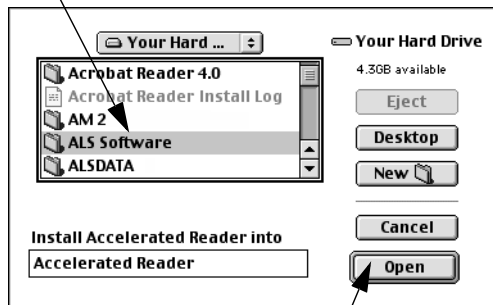 Your Hard ...
Your Hard Drive
4.3GB available
Acrobat Reader 4.0
Acrobat Reader Install Log
AM 2
ALS Software
ALSDATA
Eject
Desktop
New
Cancel
Open
Install Accelerated Reader into
Accelerated Reader